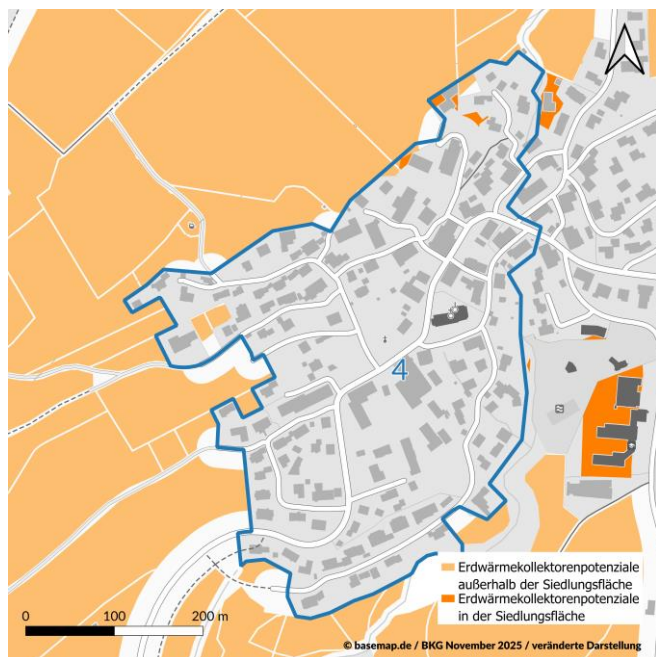 4
Erdwärmekollektorenpotenziale
außerhalb der Siedlungsfläche
Erdwärmekollektorenpotenziale
in der Siedlungsfläche
0 100 200 m
© basemap.de / BKG November 2025 / veränderte Darstellung